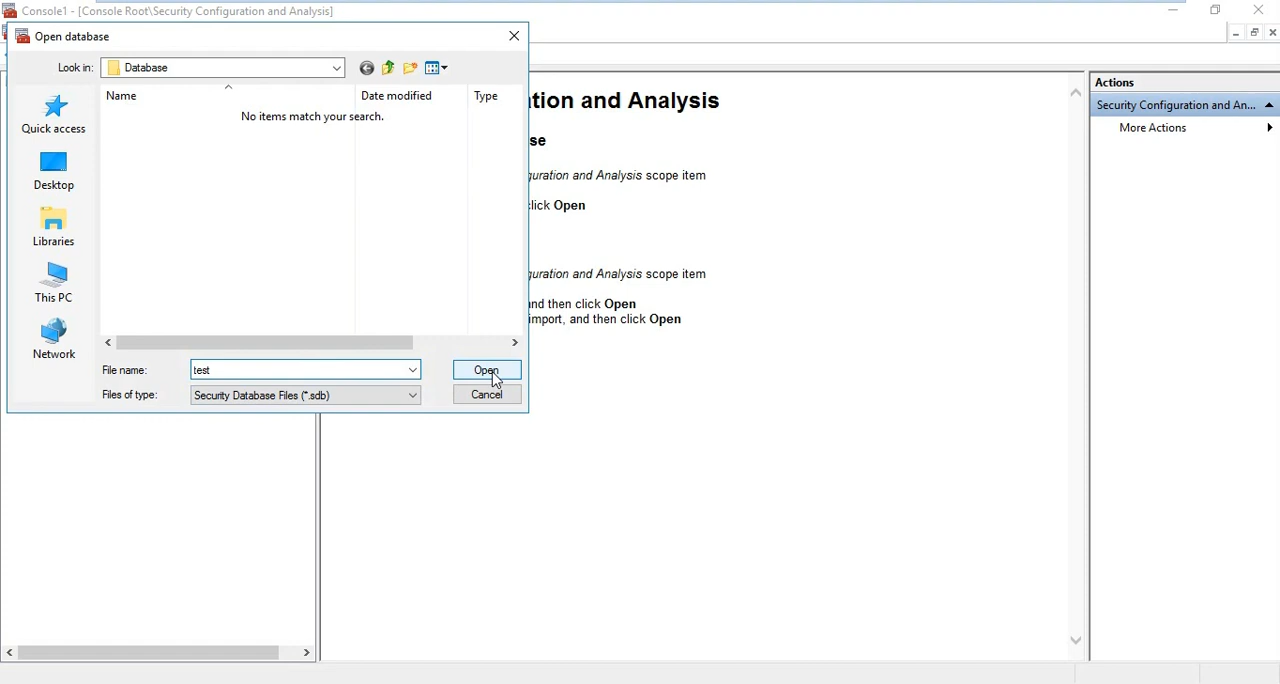 Console1 - [Console Root\Security Configuration and Analysis]
Open database
Look in:
Database
Name
Date modified
Type
No items match your search.
Quick access
Desktop
Libraries
This PC
Network
File name:
test
Open
Files of type:
Security Database Files (*.sdb)
Cancel
tion and Analysis
se
guration and Analysis scope item
click Open
guration and Analysis scope item
and then click Open
import, and then click Open
Actions
Security Configuration and An...
More Actions